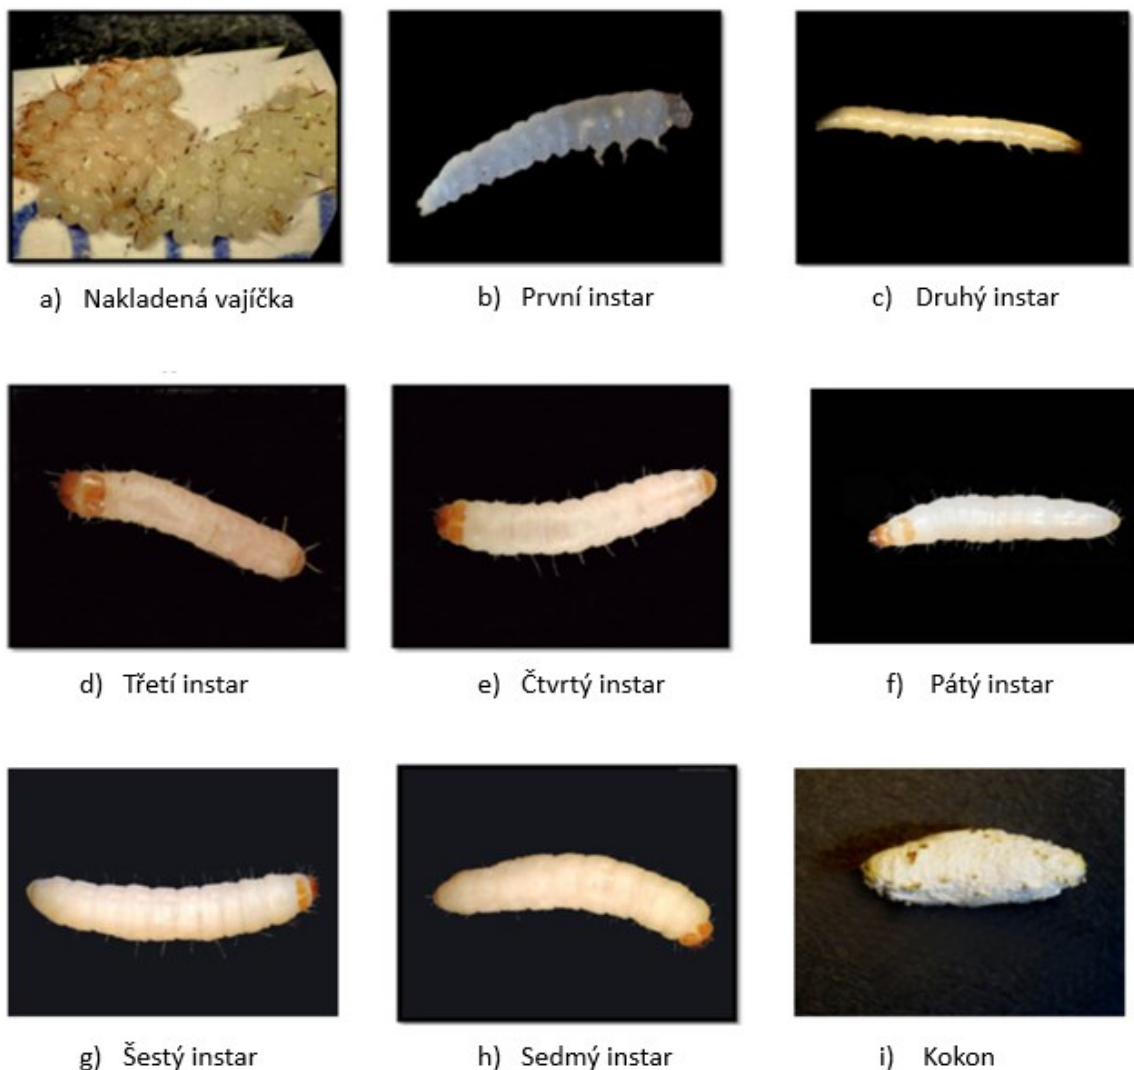 a) Nakladená vajíčka
b) První instar
c) Druhý instar
d) Třetí instar
e) Čtvrtý instar
f) Pátý instar
g) Šestý instar
h) Sedmý instar
i) Kokon